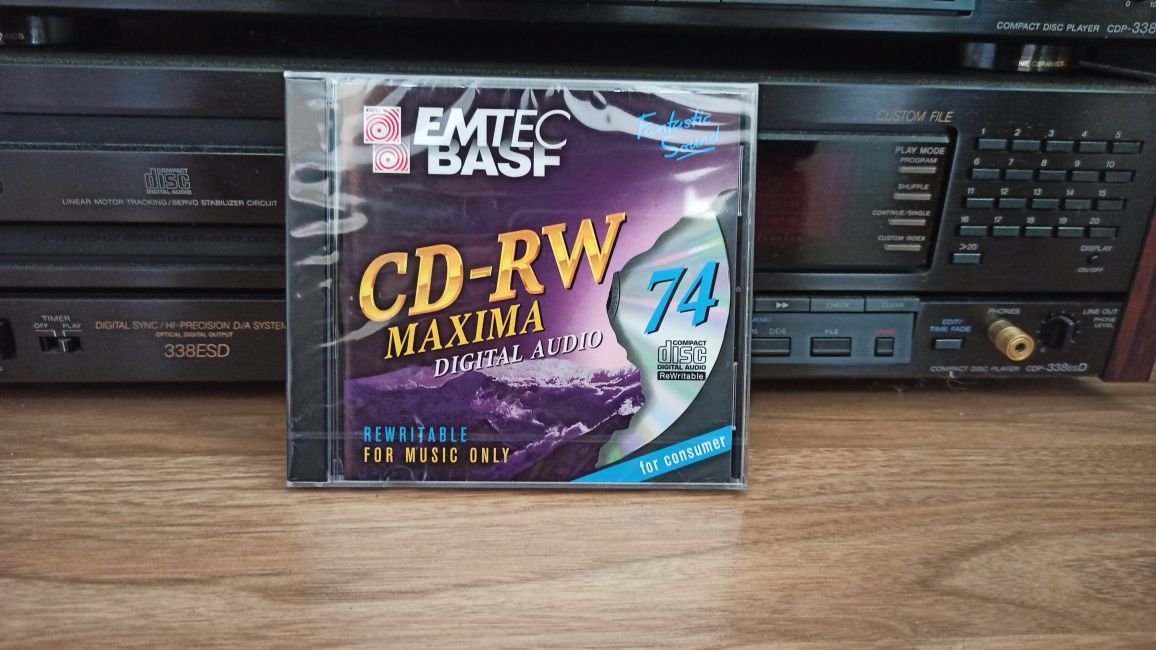 COMPACT DISC PLAYER CDP-338
NE CERAMICS
CUSTOM FILE
PLAY MODE
PROGRAM
SHUFFLE
CONTINUE/SINGLE
CUSTOM INDEX
1 2 3 4 5
6 7 8 9 10
11 12 13 14 15
16 17 18 19 20
>20
DISPLAY
ON/OFF
COMPACT
disc
DIGITAL AUDIO
LINEAR MOTOR TRACKING/SERVO STABILIZER CIRCUIT
TIMER
OFF PLAY
DIGITAL SYNC/HI-PRECISION D/A SYSTEM
OPTICAL DIGITAL OUTPUT
338ESD
EMTEC
BASF
Fantastic
Sound
CD-RW
MAXIMA
DIGITAL AUDIO
74
COMPACT
disc
DIGITAL AUDIO
ReWritable
REWRITABLE
FOR MUSIC ONLY
for consumer
CHECK
CLEAR
FILE
EDIT/
TIME FADE
PHONES
LINE OUT
PHONE
LEVEL
COMPACT DISC PLAYER CDP-338ESD